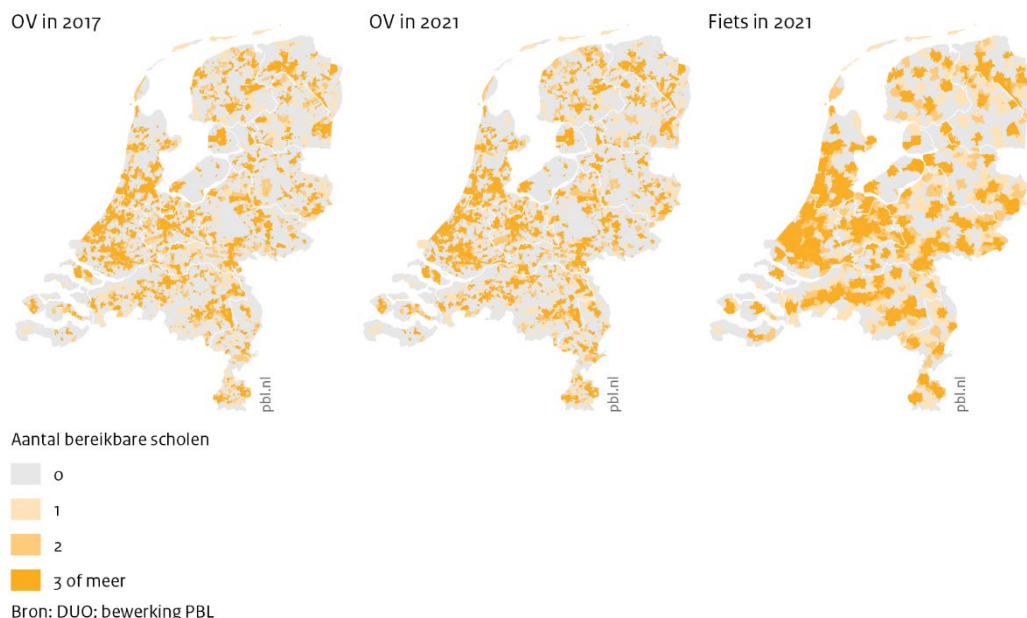 OV in 2017
OV in 2021
Fiets in 2021
pbl.nl
pbl.nl
pbl.nl
Aantal bereikbare scholen
0
1
2
3 of meer
Bron: DUO; bewerking PBL